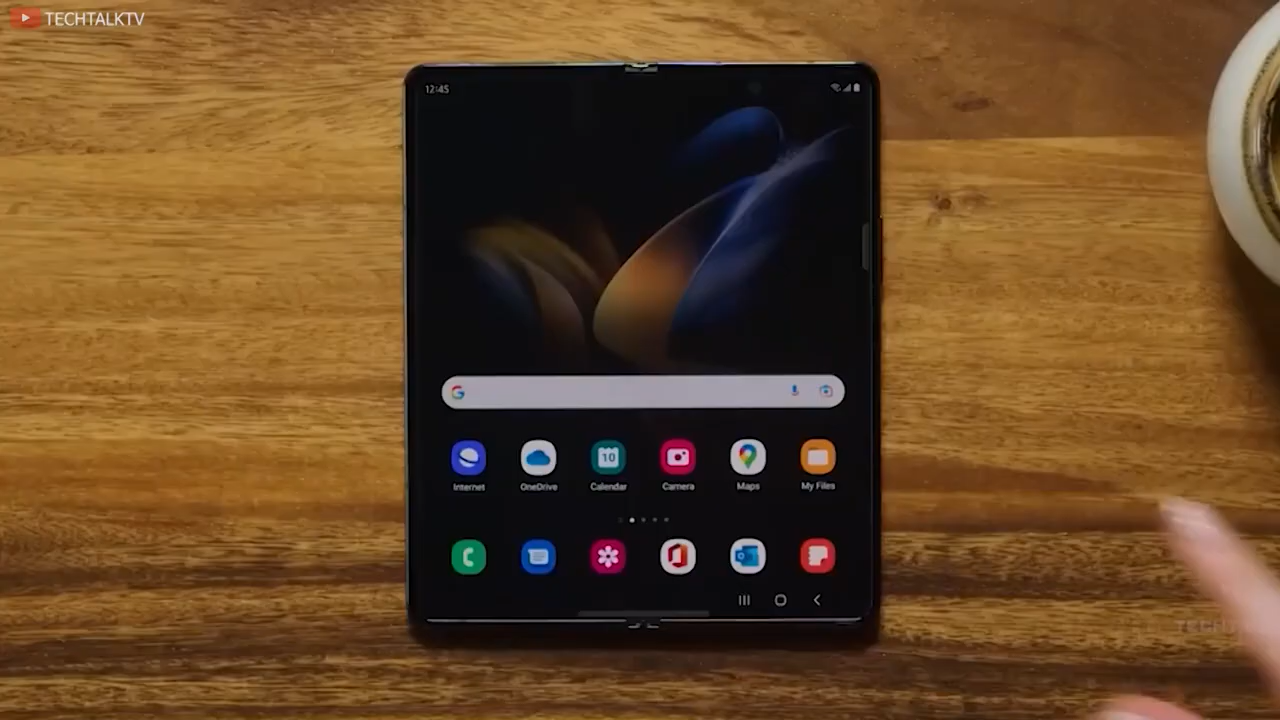 TECHTALKTV
12:45
10
Internet
OneDrive
Calendar
Camera
Maps
My Files